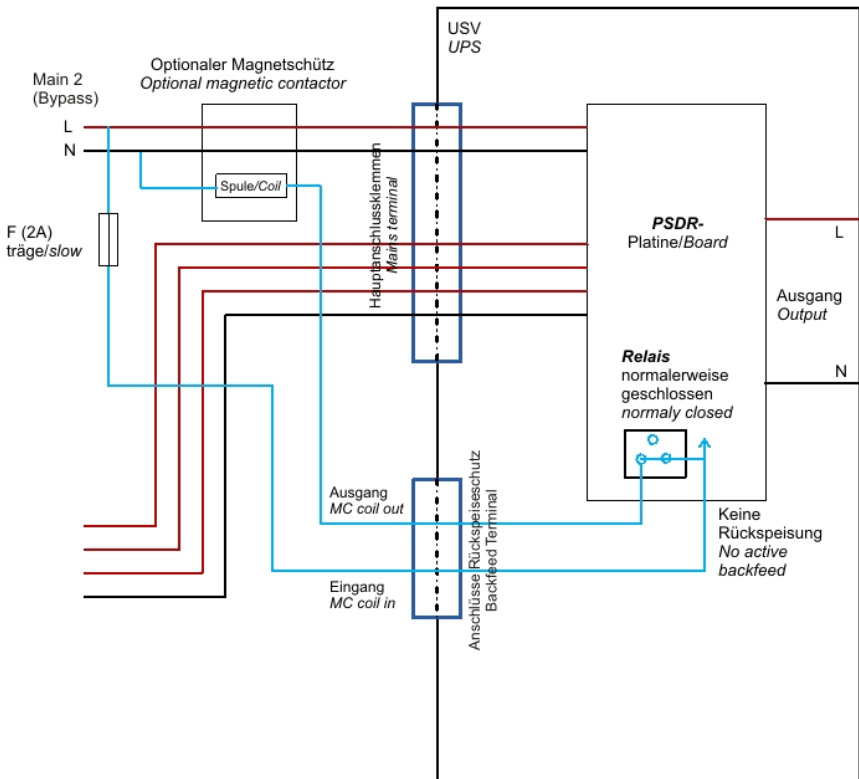 USV
UPS
Optionaler Magnetschütz
Optional magnetic contactor
Main 2
(Bypass)
L
N
Spule/Coil
F (2A)
träge/slow
Hauptanschlussklemmen
Mains terminal
PSDR-
Platine/Board
L
Ausgang
Output
N
Relais
normalerweise
geschlossen
normaly closed
Ausgang
MC coil out
Eingang
MC coil in
Anschlüsse Rückspeiseschutz
Backfeed Terminal
Keine
Rückspeisung
No active
backfeed